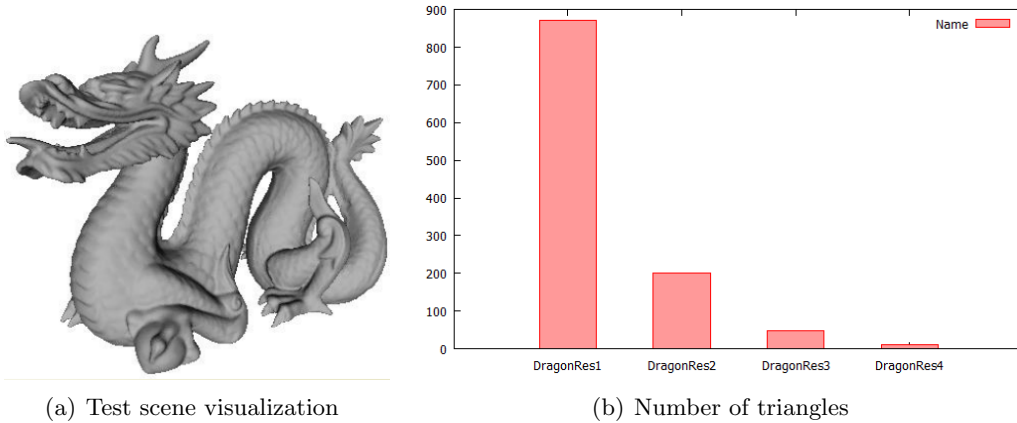 900
800
700
600
500
400
300
200
100
0
Name
DragonRes1 DragonRes2 DragonRes3 DragonRes4
(a) Test scene visualization
(b) Number of triangles